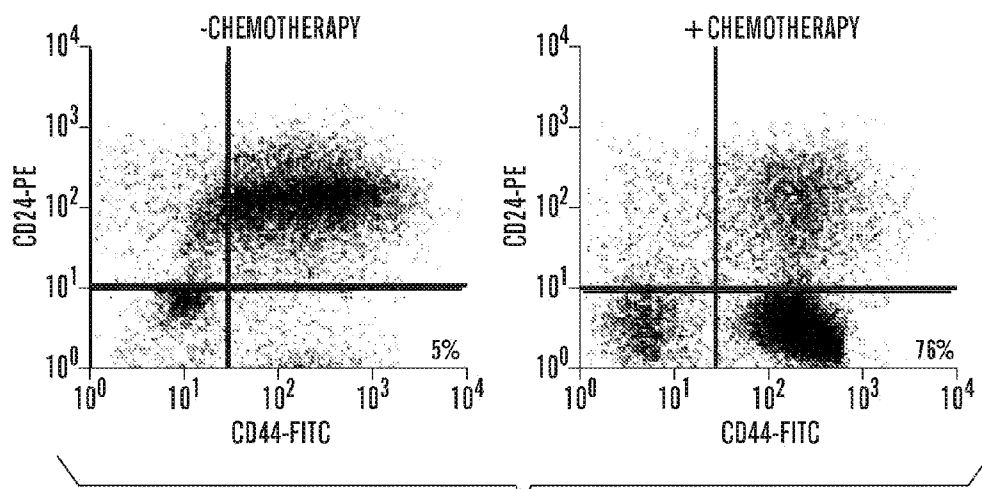 -CHEMOTHERAPY
10⁴
10³
10²
10¹
10⁰
CD24-PE
5%
10⁰ 10¹ 10² 10³ 10⁴
CD44-FITC
+ CHEMOTHERAPY
10⁴
10³
10²
10¹
10⁰
CD24-PE
76%
10⁰ 10¹ 10² 10³ 10⁴
CD44-FITC